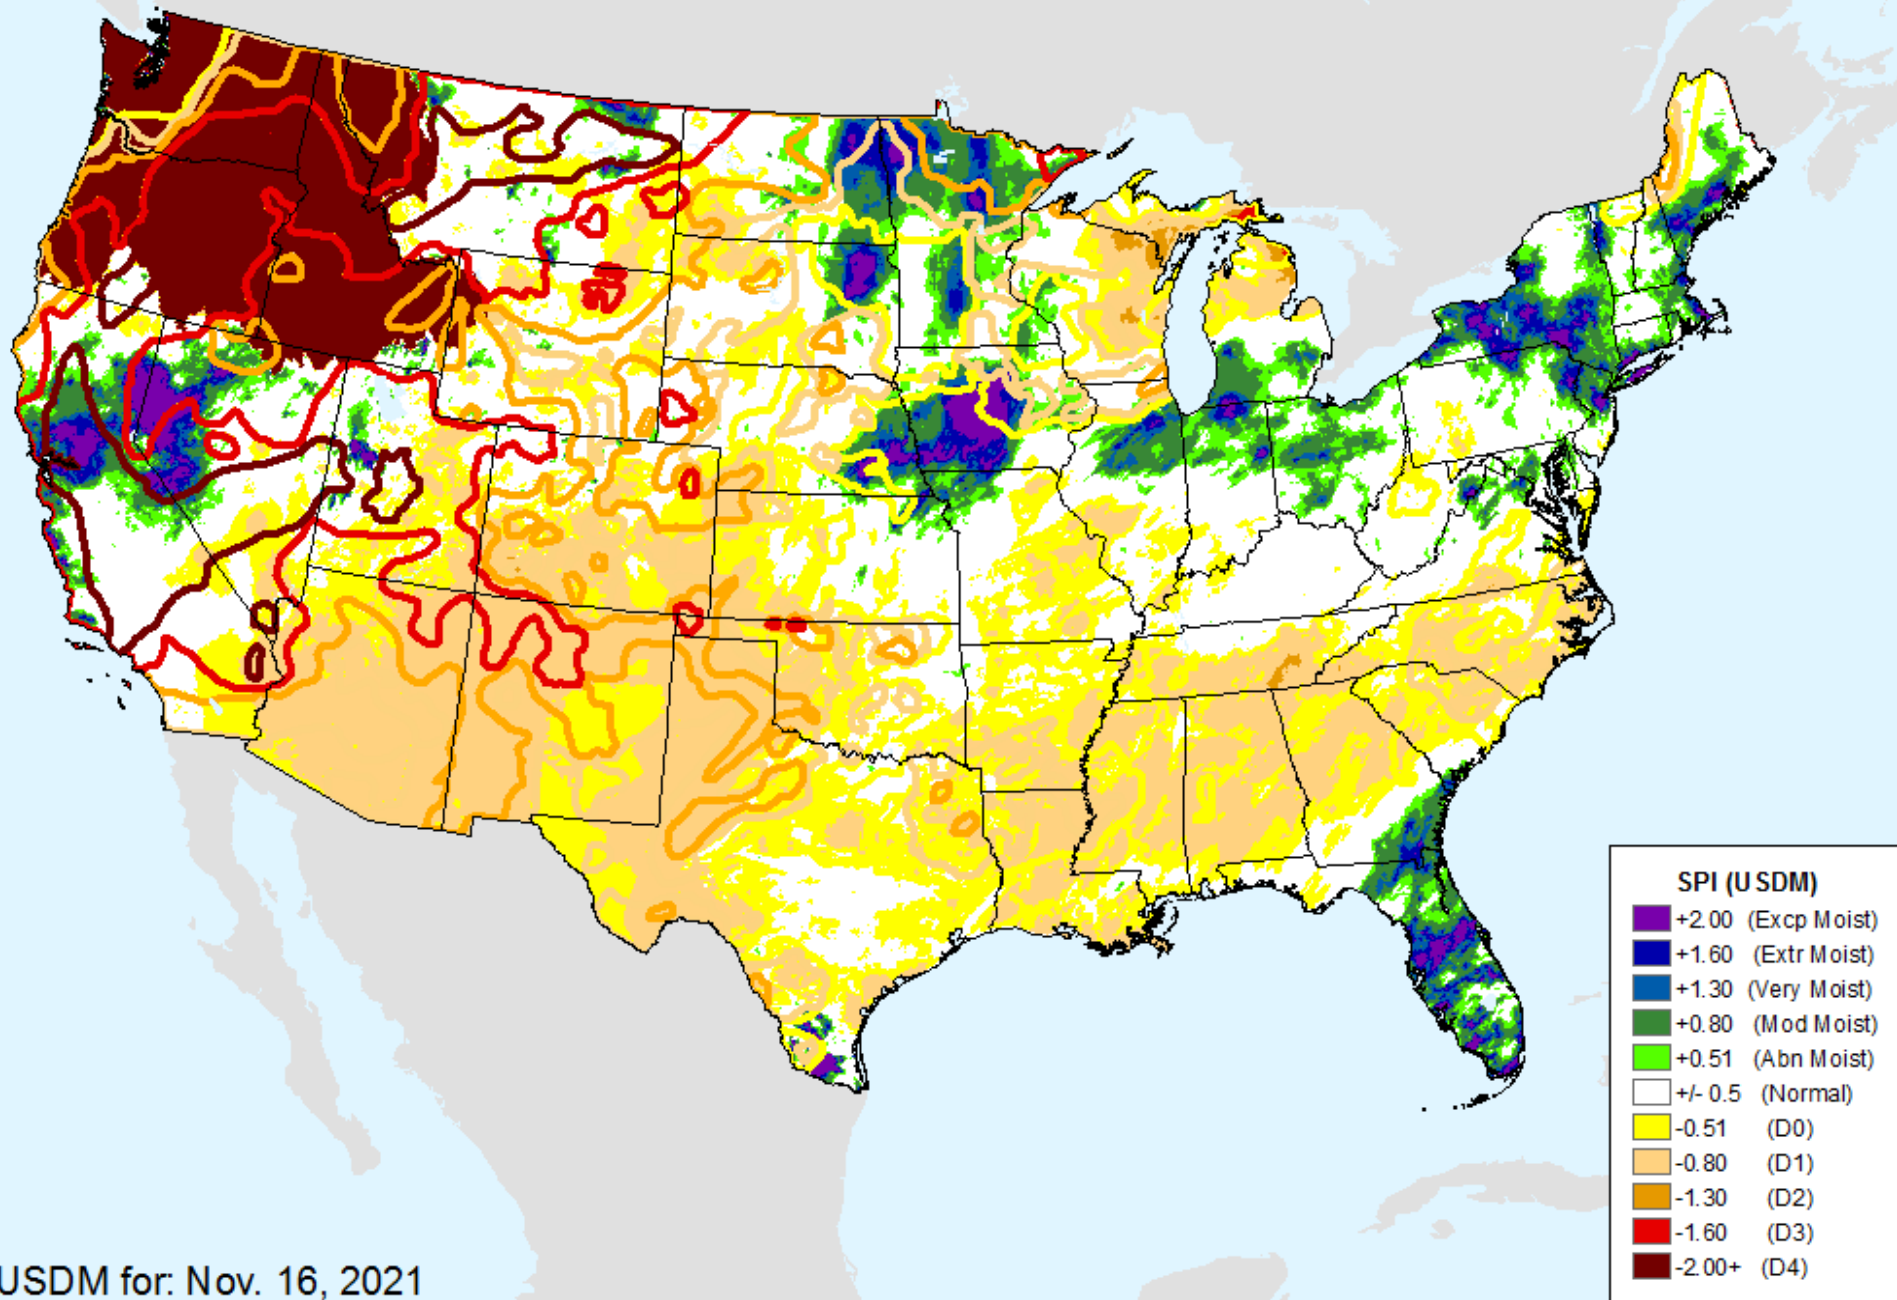 SPI (USDM)
+2.00 (Excp Moist)
+1.60 (Extr Moist)
+1.30 (Very Moist)
+0.80 (Mod Moist)
+0.51 (Abn Moist)
+/- 0.5 (Normal)
-0.51 (D0)
-0.80 (D1)
-1.30 (D2)
-1.60 (D3)
-2.00+ (D4)
USDM for: Nov. 16, 2021